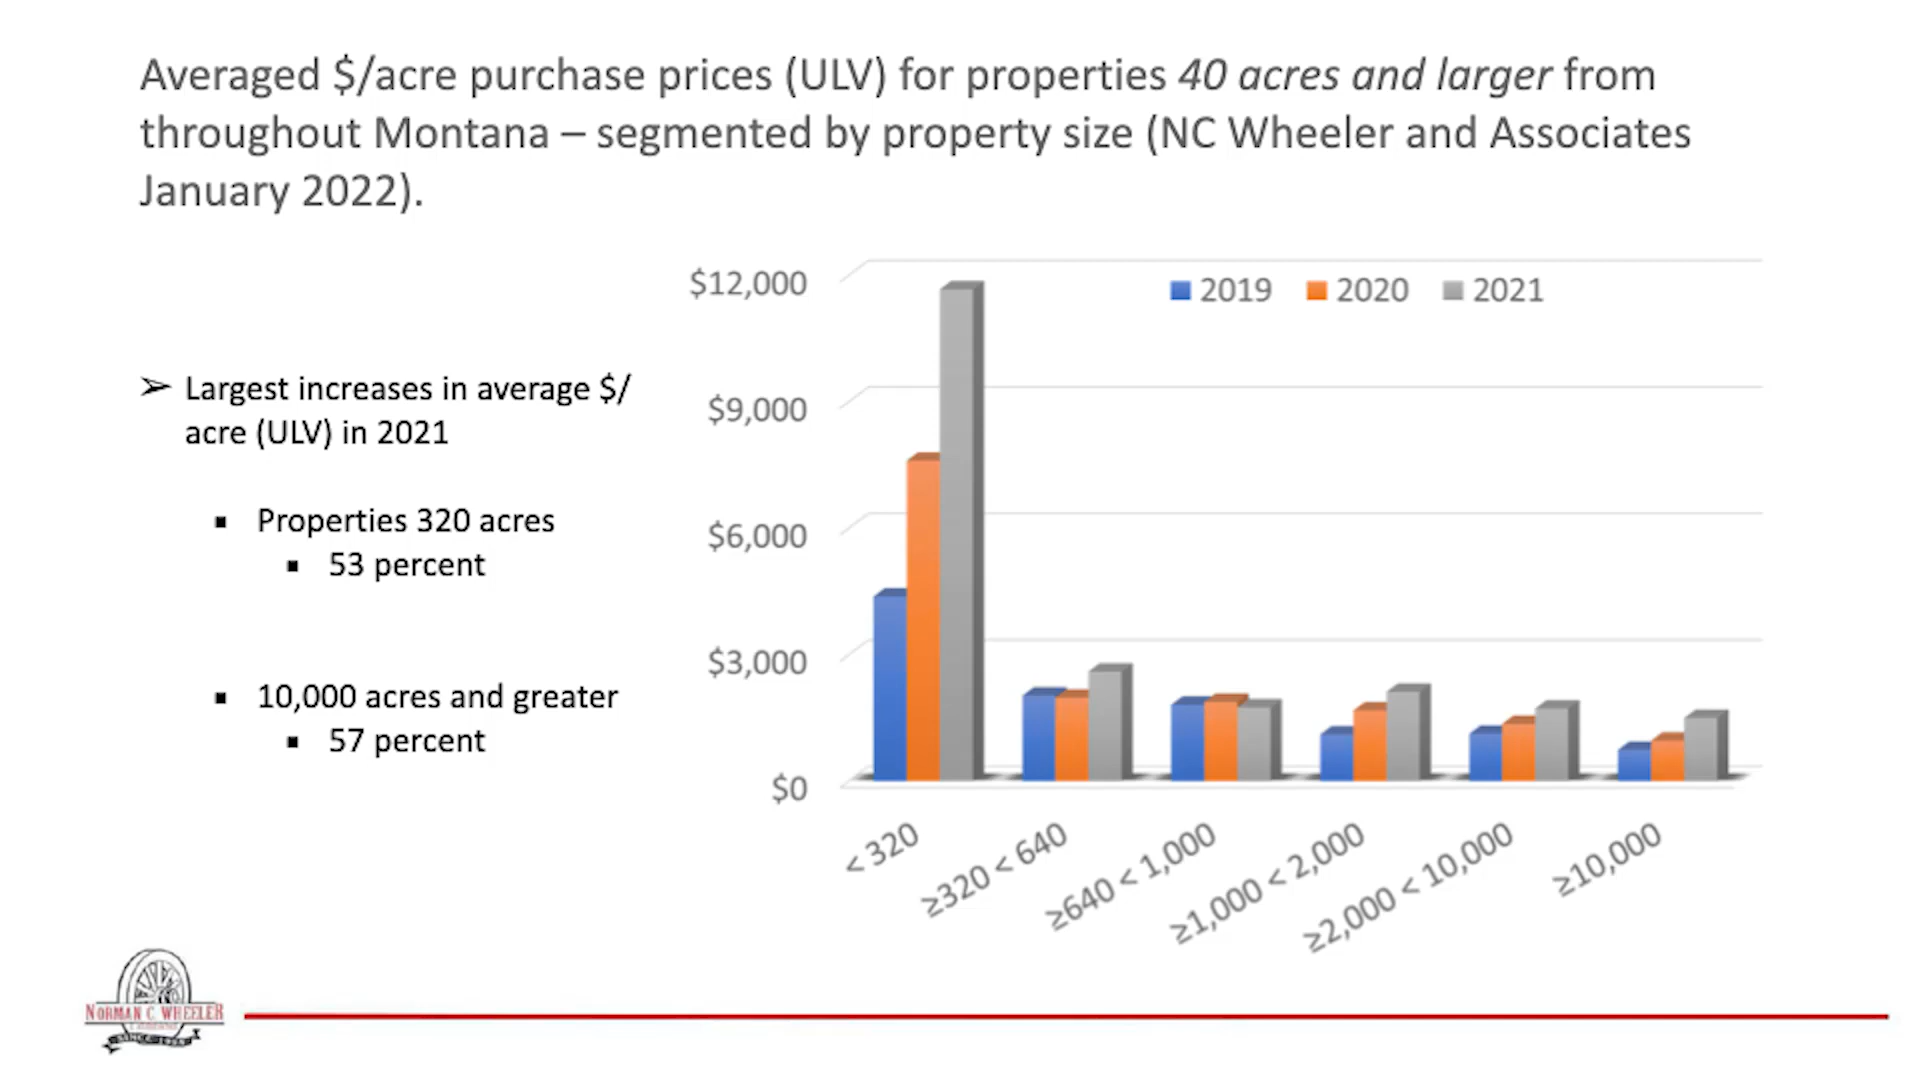 Averaged $/acre purchase prices (ULV) for properties 40 acres and larger from
throughout Montana – segmented by property size (NC Wheeler and Associates
January 2022).
➢ Largest increases in average $/
acre (ULV) in 2021
▪ Properties 320 acres
▪ 53 percent
▪ 10,000 acres and greater
▪ 57 percent
2019 2020 2021
$12,000
$9,000
$6,000
$3,000
$0
< 320
≥320 < 640
≥640 < 1,000
≥1,000 < 2,000
≥2,000 < 10,000
≥10,000
NORMAN C. WHEELER